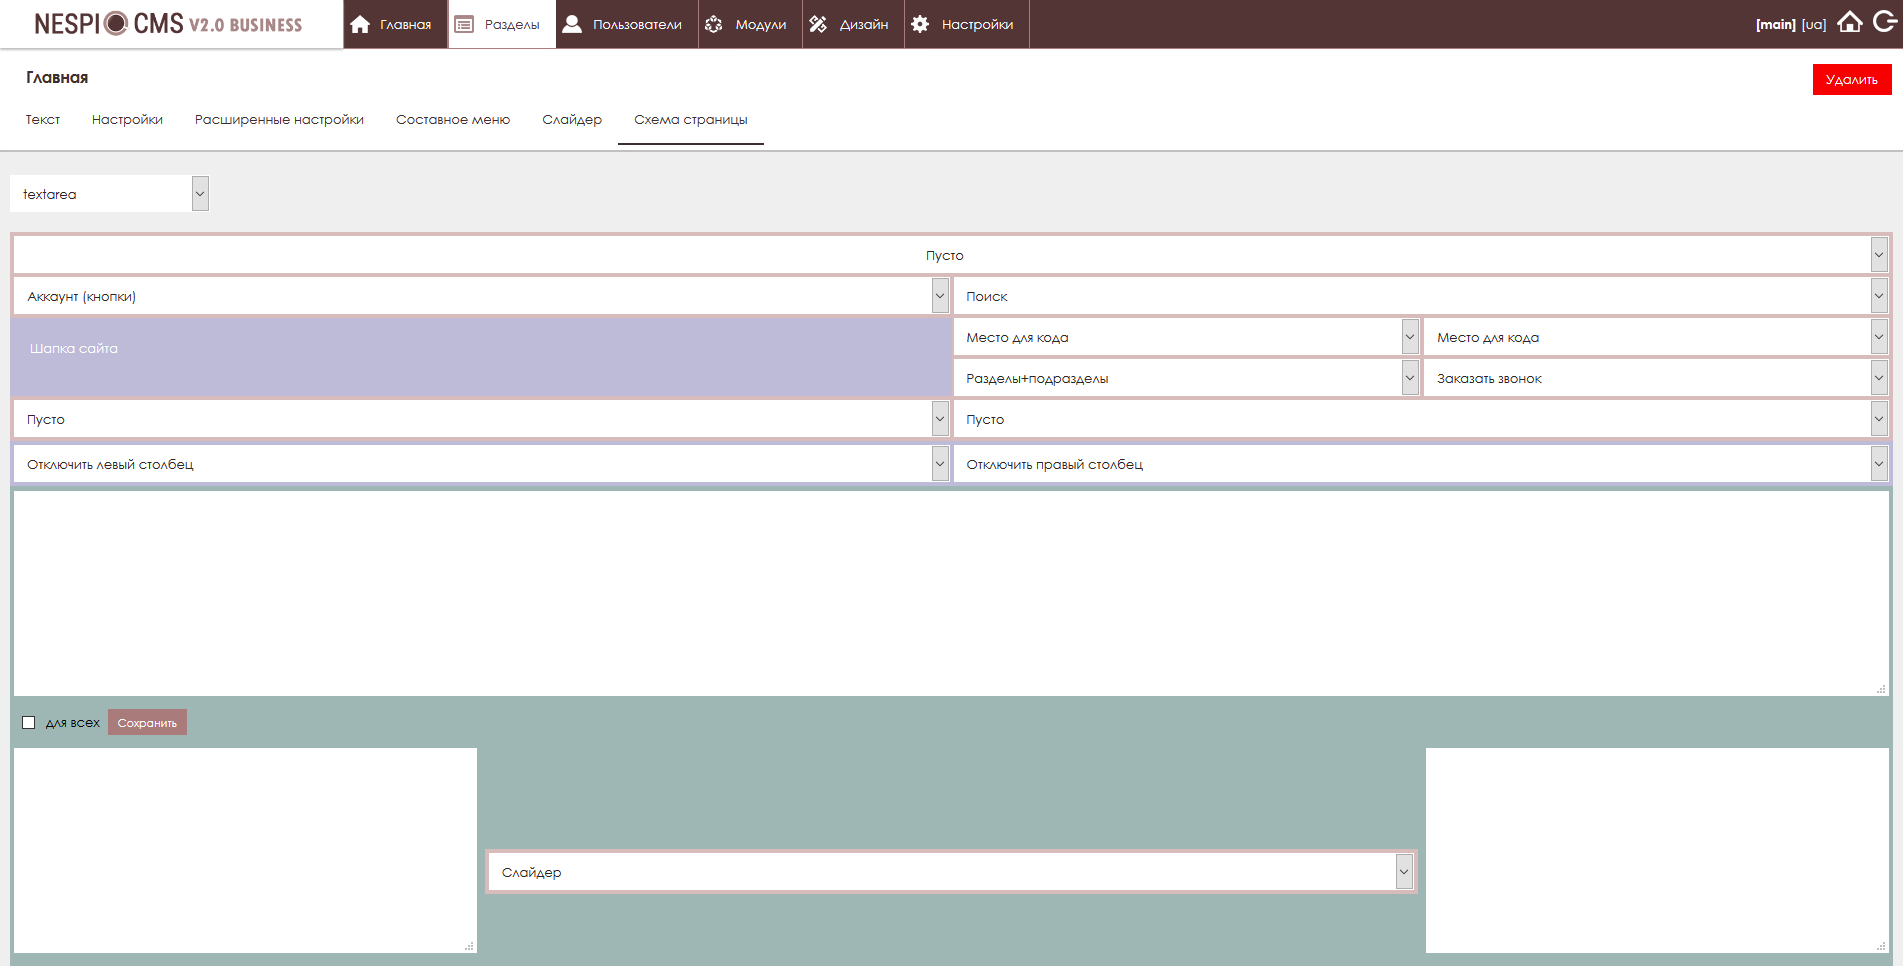 NESPI CMS V2.0 BUSINESS
Главная
Разделы
Пользователи
Модули
Дизайн
Настройки
[main] [ua]
Главная
Удалить
Текст
Настройки
Расширенные настройки
Составное меню
Слайдер
Схема страницы
textarea
Пусто
Аккаунт (кнопки)
Поиск
Шапка сайта
Место для кода
Место для кода
Разделы+подразделы
Заказать звонок
Пусто
Пусто
Отключить левый столбец
Отключить правый столбец
для всех
Сохранить
Слайдер